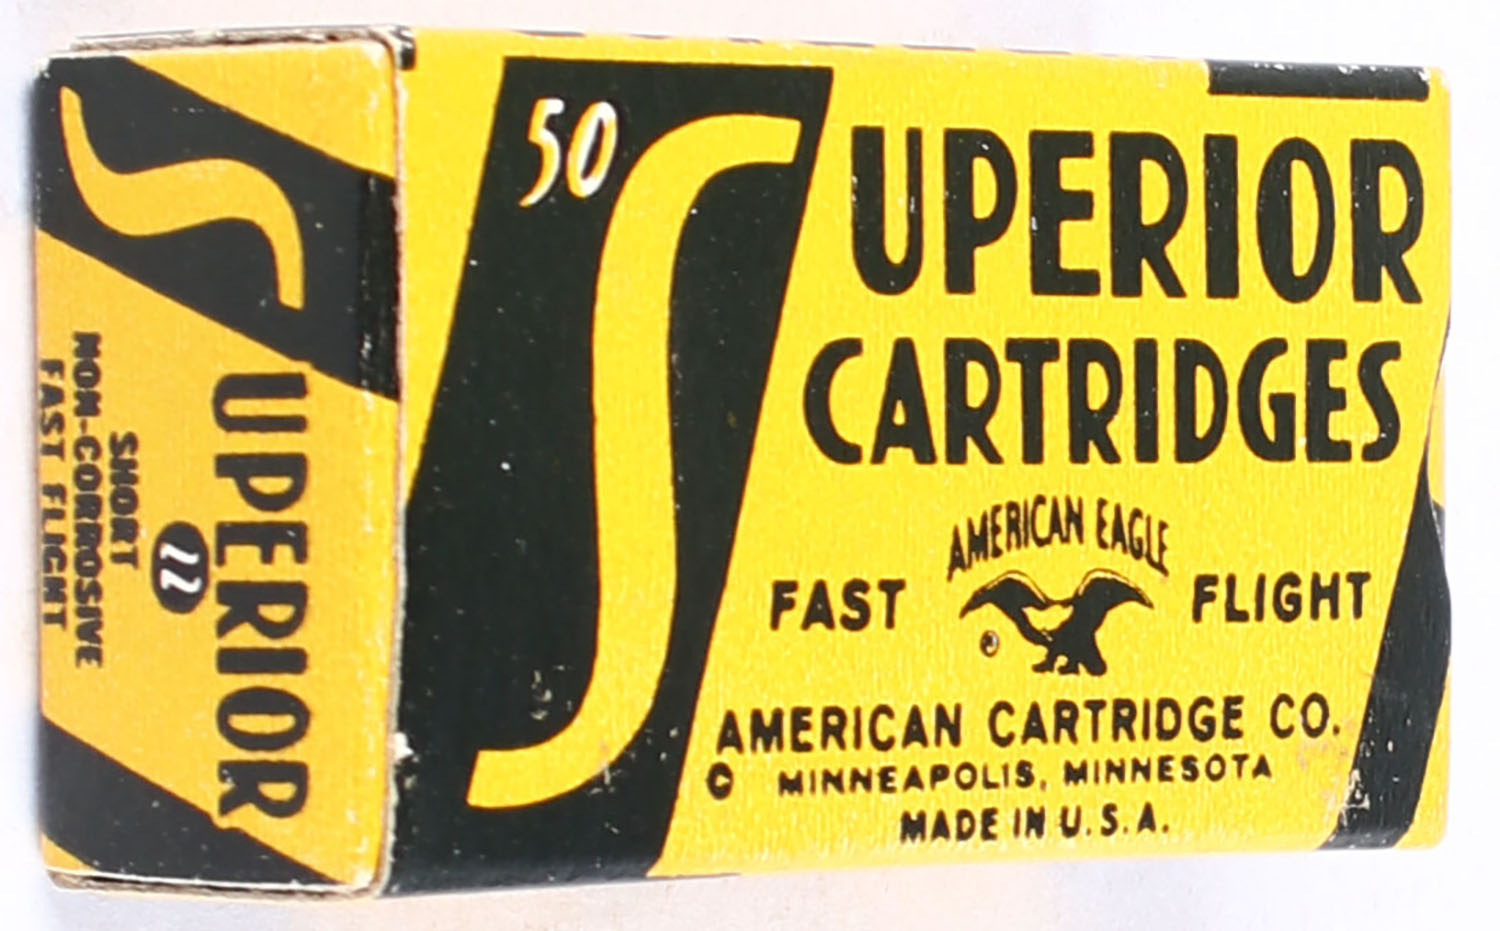 50
SUPERIOR
CARTRIDGES
AMERICAN EAGLE
FAST FLIGHT
®
AMERICAN CARTRIDGE CO.
© MINNEAPOLIS, MINNESOTA
MADE IN U.S.A.
SUPERIOR
22
SHORT
NON-CORROSIVE
FAST FLIGHT